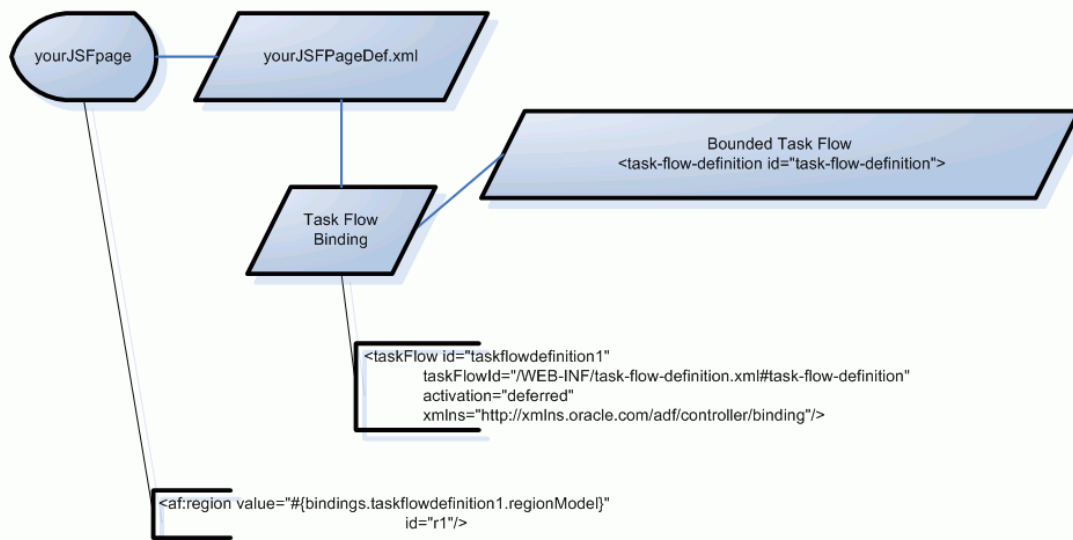 yourJSFpage
yourJSFPageDef.xml
Bounded Task Flow
<task-flow-definition id="task-flow-definition">
Task Flow
Binding
<taskFlow id="taskflowdefinition1"
taskFlowId="/WEB-INF/task-flow-definition.xml#task-flow-definition"
activation="deferred"
xmlns="http://xmlns.oracle.com/adf/controller/binding"/>
<af:region value="#{bindings.taskflowdefinition1.regionModel}"
id="r1"/>